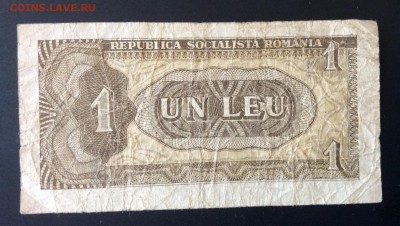 COINS.LAVE.RU
REPUBLICA SOCIALISTA ROMANIA
1
1
UN LEU
1